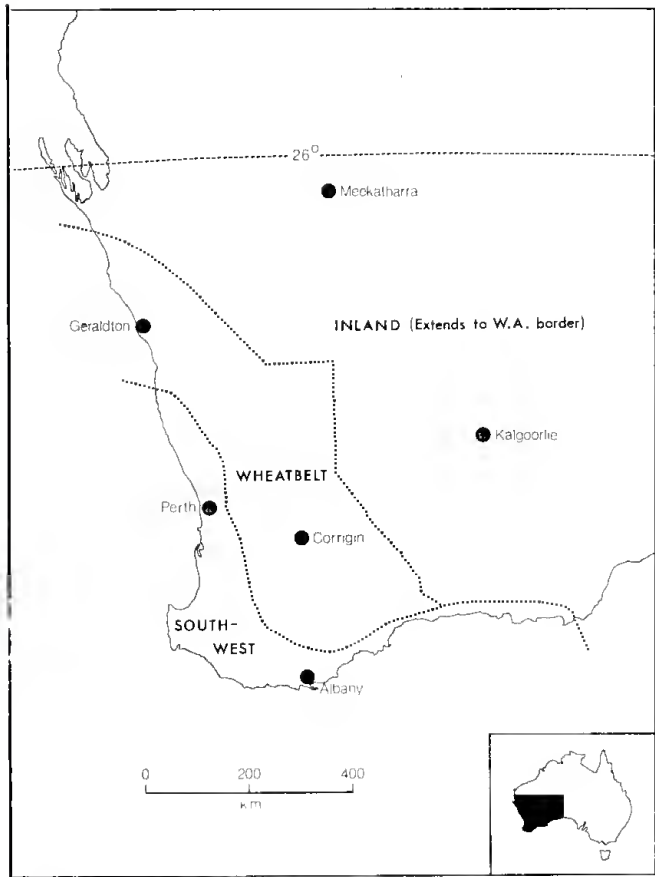 26°
Meekatharra
Geraldton
INLAND (Extends to W.A. border)
Kalgoorlie
WHEATBELT
Perth
Corrigin
SOUTH-
WEST
Albany
0 200 400
km